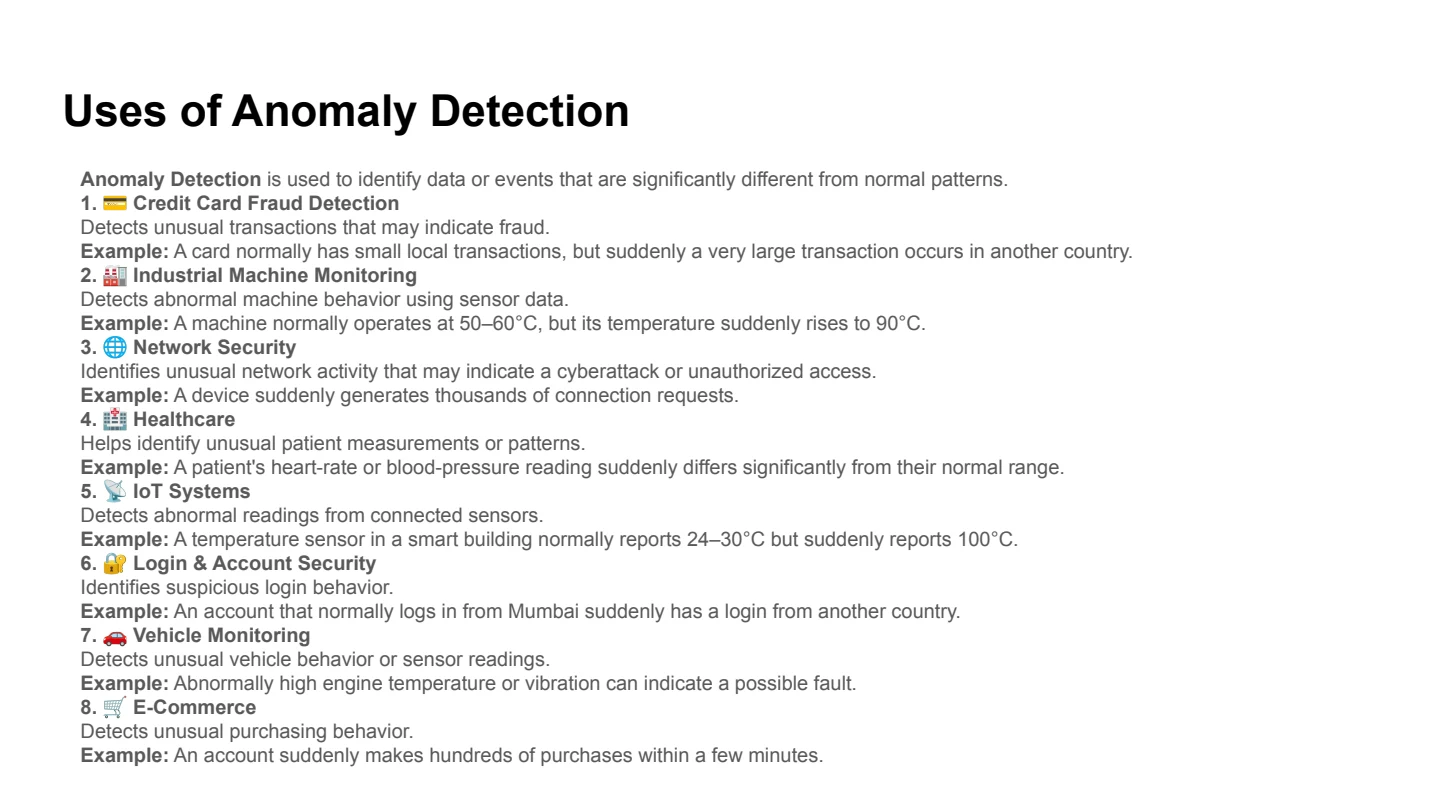 Uses of Anomaly Detection
Anomaly Detection is used to identify data or events that are significantly different from normal patterns.
1. 💳 Credit Card Fraud Detection
Detects unusual transactions that may indicate fraud.
Example: A card normally has small local transactions, but suddenly a very large transaction occurs in another country.
2. 🏭 Industrial Machine Monitoring
Detects abnormal machine behavior using sensor data.
Example: A machine normally operates at 50–60°C, but its temperature suddenly rises to 90°C.
3. 🌐 Network Security
Identifies unusual network activity that may indicate a cyberattack or unauthorized access.
Example: A device suddenly generates thousands of connection requests.
4. 🏥 Healthcare
Helps identify unusual patient measurements or patterns.
Example: A patient's heart-rate or blood-pressure reading suddenly differs significantly from their normal range.
5. 📡 IoT Systems
Detects abnormal readings from connected sensors.
Example: A temperature sensor in a smart building normally reports 24–30°C but suddenly reports 100°C.
6. 🔐 Login & Account Security
Identifies suspicious login behavior.
Example: An account that normally logs in from Mumbai suddenly has a login from another country.
7. 🚗 Vehicle Monitoring
Detects unusual vehicle behavior or sensor readings.
Example: Abnormally high engine temperature or vibration can indicate a possible fault.
8. 🛒 E-Commerce
Detects unusual purchasing behavior.
Example: An account suddenly makes hundreds of purchases within a few minutes.